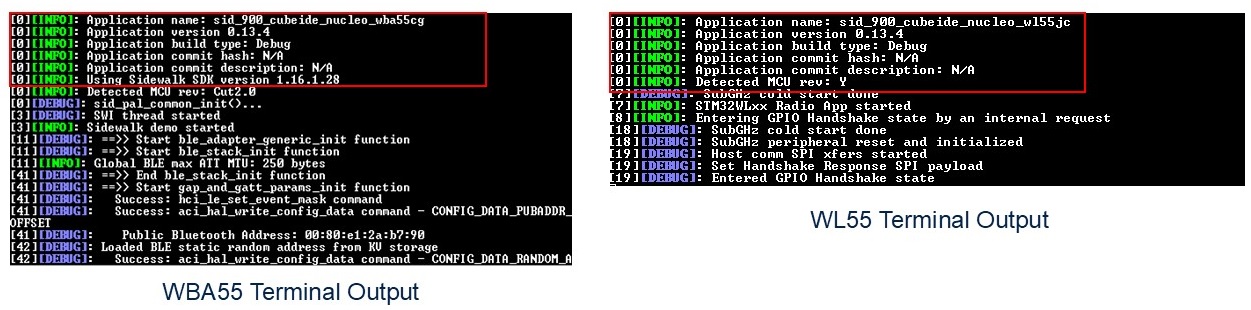 [0][INFO]: Application name: sid_900_cubeide_nucleo_wba55cg
[0][INFO]: Application version 0.13.4
[0][INFO]: Application build type: Debug
[0][INFO]: Application commit hash: N/A
[0][INFO]: Application commit description: N/A
[0][INFO]: Using Sidewalk SDK version 1.16.1.28
[0][INFO]: Detected MCU rev: Cut2.0
[0][DEBUG]: sid_pal_common_init()...
[3][DEBUG]: SWI thread started
[3][INFO]: Sidewalk demo started
[11][DEBUG]: ==>> Start ble_adapter_generic_init function
[11][DEBUG]: ==>> Start ble_stack_init function
[11][INFO]: Global BLE max ATT MTU: 250 bytes
[41][DEBUG]: ==>> End ble_stack_init function
[41][DEBUG]: ==>> Start gap_and_gatt_params_init function
[41][DEBUG]:   Success: hci_le_set_event_mask command
[41][DEBUG]:   Success: aci_hal_write_config_data command - CONFIG_DATA_PUBADDR_
OFFSET
[41][DEBUG]:    Public Bluetooth Address: 00:80:e1:2a:b7:90
[42][DEBUG]: Loaded BLE static random address from KV storage
[42][DEBUG]:   Success: aci_hal_write_config_data command - CONFIG_DATA_RANDOM_A
WBA55 Terminal Output
[0][INFO]: Application name: sid_900_cubeide_nucleo_wl55jc
[0][INFO]: Application version 0.13.4
[0][INFO]: Application build type: Debug
[0][INFO]: Application commit hash: N/A
[0][INFO]: Application commit description: N/A
[0][INFO]: Detected MCU rev: Y
[7][DEBUG]: SubGHz cold start done
[7][INFO]: STM32WLxx Radio App started
[8][INFO]: Entering GPIO Handshake state by an internal request
[18][DEBUG]: SubGHz cold start done
[18][DEBUG]: SubGHz peripheral reset and initialized
[19][DEBUG]: Host comm SPI xfers started
[19][DEBUG]: Set Handshake Response SPI payload
[19][DEBUG]: Entered GPIO Handshake state
WL55 Terminal Output